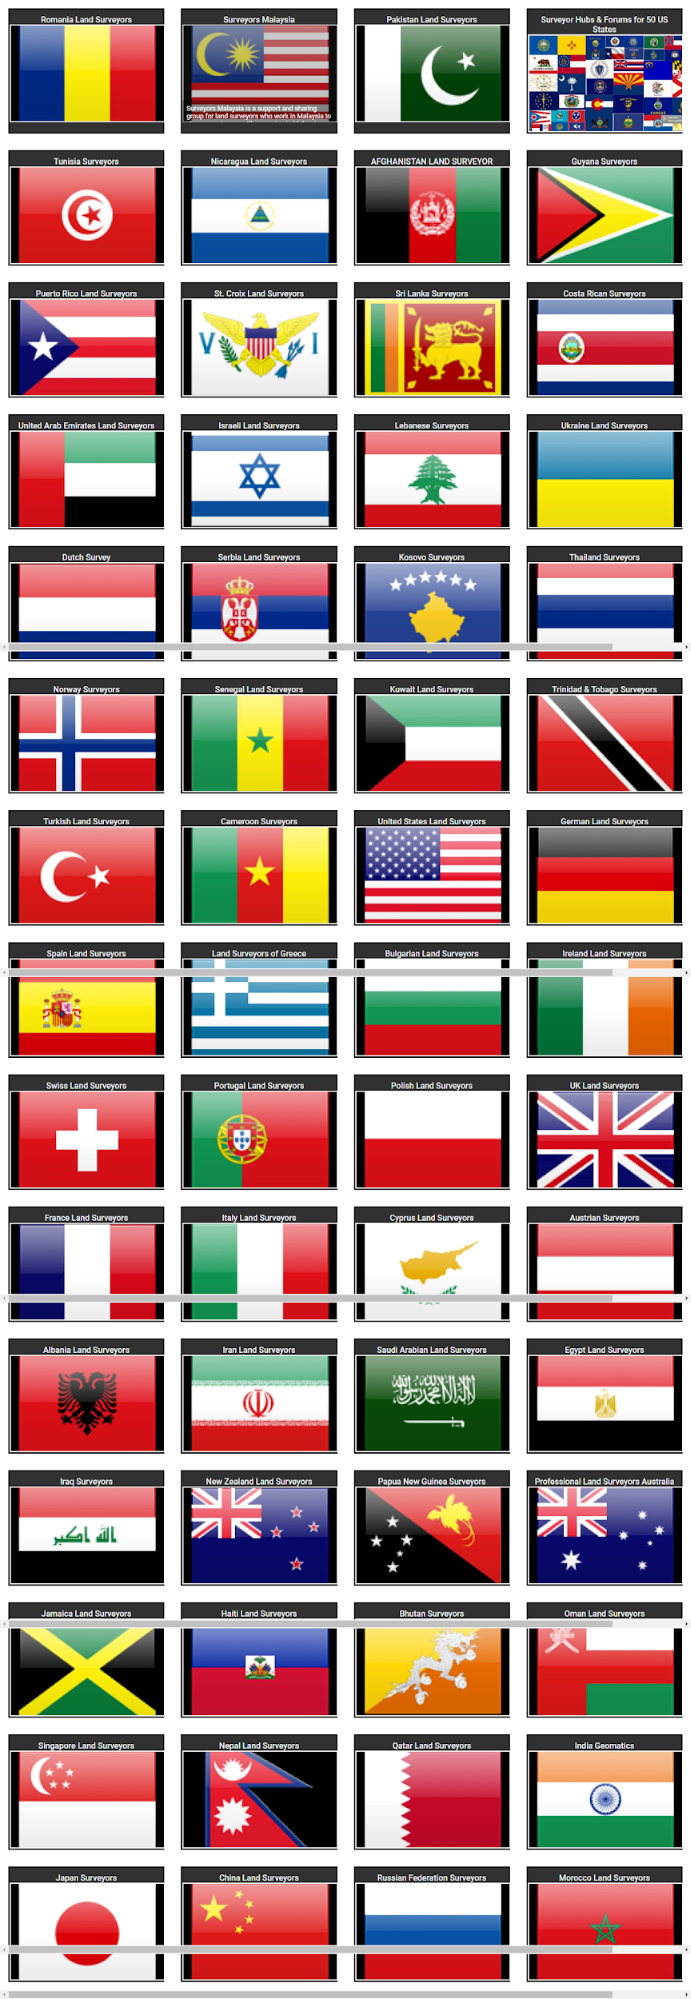 Romania Land Surveyors
Surveyors Malaysia
Pakistan Land Surveyors
Surveyor Hubs & Forums for 50 US
States
Surveyors Malaysia is a support and sharing
group for land surveyors who work in Malaysia to
Tunisia Surveyors
Nicaragua Land Surveyors
AFGHANISTAN LAND SURVEYOR
Guyana Surveyors
Puerto Rico Land Surveyors
St. Croix Land Surveyors
Sri Lanka Surveyors
Costa Rican Surveyors
V I
United Arab Emirates Land Surveyors
Israeli Land Surveyors
Lebanese Surveyors
Ukraine Land Surveyors
Dutch Survey
Serbia Land Surveyors
Kosovo Surveyors
Thailand Surveyors
Norway Surveyors
Senegal Land Surveyors
Kuwait Land Surveyors
Trinidad & Tobago Surveyors
Turkish Land Surveyors
Cameroon Surveyors
United States Land Surveyors
German Land Surveyors
Spain Land Surveyors
Land Surveyors of Greece
Bulgarian Land Surveyors
Ireland Land Surveyors
Swiss Land Surveyors
Portugal Land Surveyors
Polish Land Surveyors
UK Land Surveyors
France Land Surveyors
Italy Land Surveyors
Cyprus Land Surveyors
Austrian Surveyors
Albania Land Surveyors
Iran Land Surveyors
Saudi Arabian Land Surveyors
Egypt Land Surveyors
Iraq Surveyors
New Zealand Land Surveyors
Papua New Guinea Surveyors
Professional Land Surveyors Australia
الله اكبر
Jamaica Land Surveyors
Haiti Land Surveyors
Bhutan Surveyors
Oman Land Surveyors
Singapore Land Surveyors
Nepal Land Surveyors
Qatar Land Surveyors
India Geomatics
Japan Surveyors
China Land Surveyors
Russian Federation Surveyors
Morocco Land Surveyors